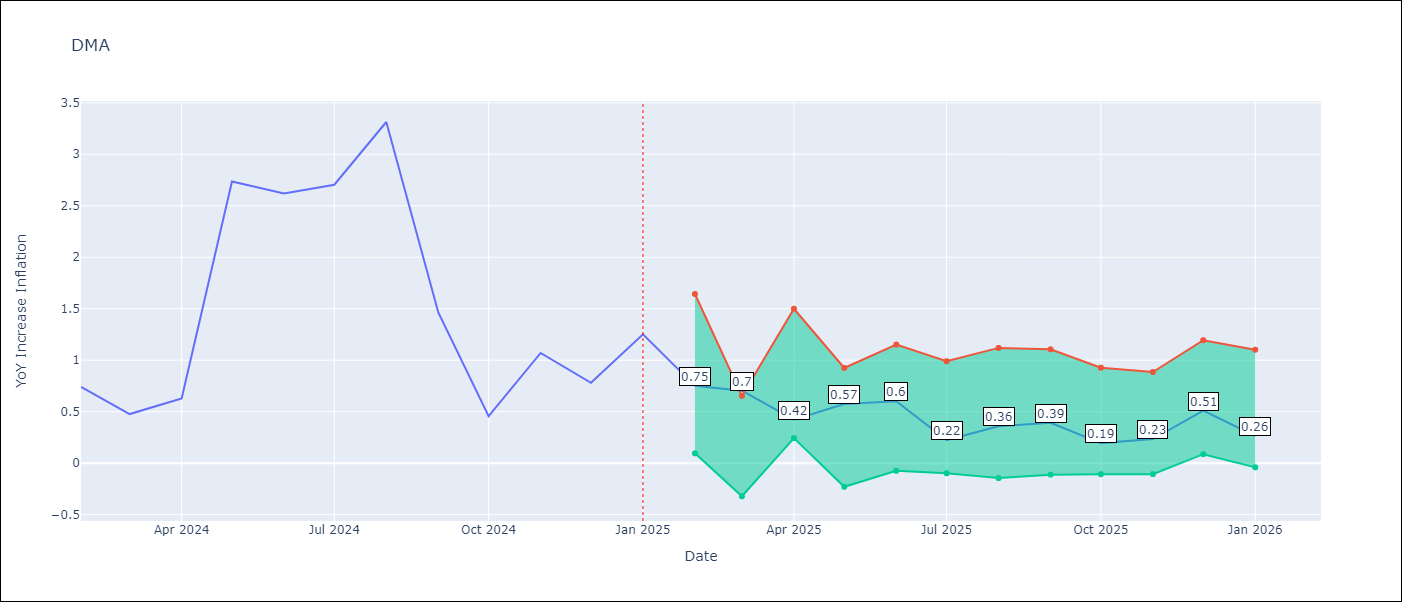 DMA
YoY Increase Inflation
3.5
3
2.5
2
1.5
1
0.5
0
−0.5
0.75
0.7
0.42
0.57
0.6
0.22
0.36
0.39
0.19
0.23
0.51
0.26
Apr 2024
Jul 2024
Oct 2024
Jan 2025
Apr 2025
Jul 2025
Oct 2025
Jan 2026
Date